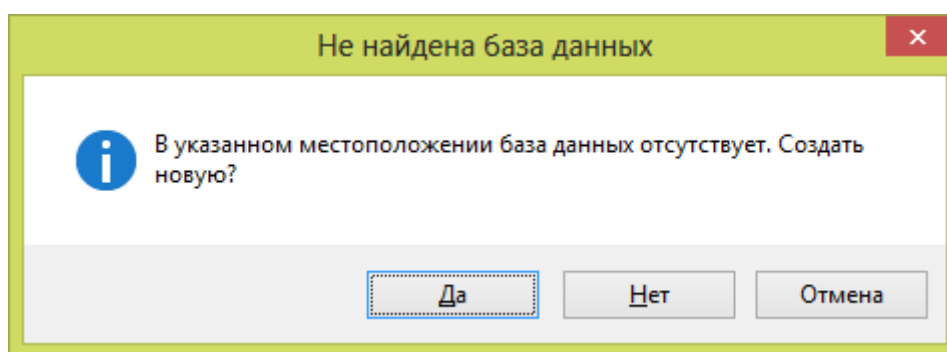 Не найдена база данных
В указанном местоположении база данных отсутствует. Создать
новую?
Да
Нет
Отмена